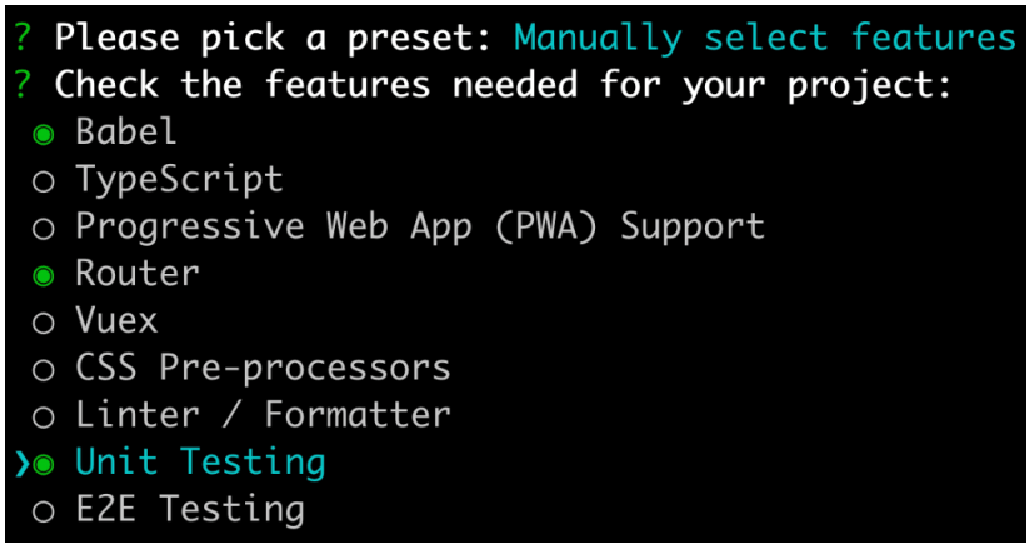 ? Please pick a preset: Manually select features
? Check the features needed for your project:
◉ Babel
◯ TypeScript
◯ Progressive Web App (PWA) Support
◉ Router
◯ Vuex
◯ CSS Pre-processors
◯ Linter / Formatter
❯◉ Unit Testing
◯ E2E Testing